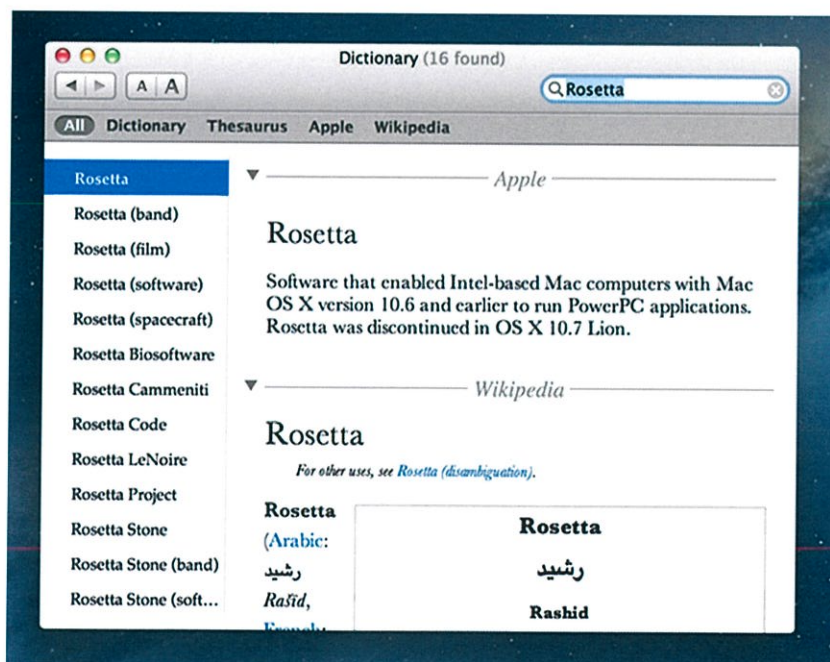 Dictionary (16 found)
A A
Rosetta
All Dictionary Thesaurus Apple Wikipedia
Rosetta
Rosetta (band)
Rosetta (film)
Rosetta (software)
Rosetta (spacecraft)
Rosetta Biosoftware
Rosetta Cammeniti
Rosetta Code
Rosetta LeNoire
Rosetta Project
Rosetta Stone
Rosetta Stone (band)
Rosetta Stone (soft...
Apple
Rosetta
Software that enabled Intel-based Mac computers with Mac
OS X version 10.6 and earlier to run PowerPC applications.
Rosetta was discontinued in OS X 10.7 Lion.
Wikipedia
Rosetta
For other uses, see Rosetta (disambiguation).
Rosetta
(Arabic:
رشيد
Rašīd,
French:
Rosetta
رشيد
Rashid